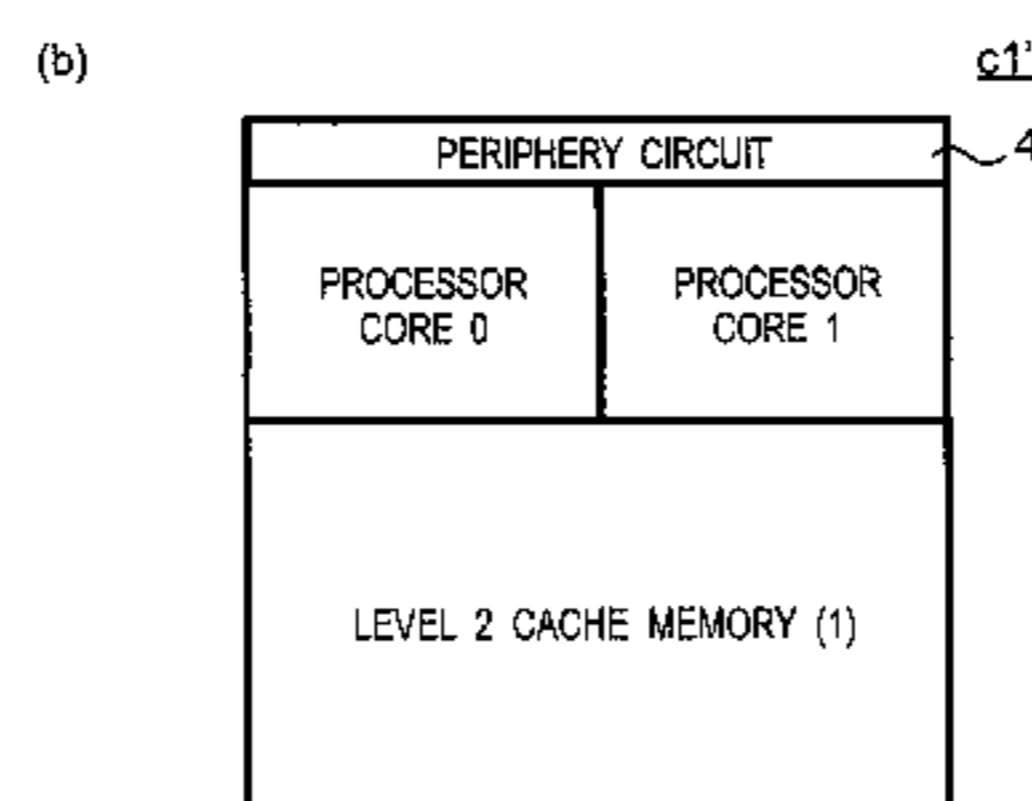 (b)
c1'
PERIPHERY CIRCUIT
4
PROCESSOR
CORE 0
PROCESSOR
CORE 1
LEVEL 2 CACHE MEMORY (1)